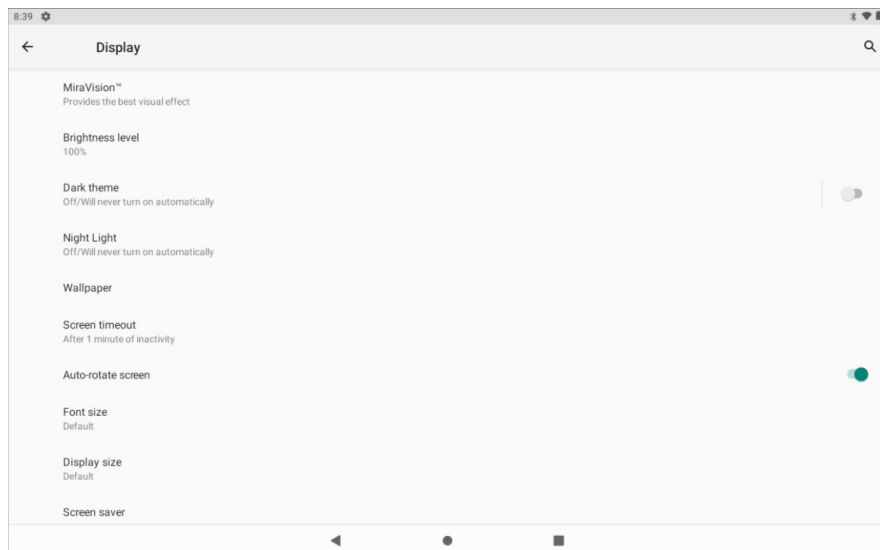 8:39
Display
MiraVision™
Provides the best visual effect
Brightness level
100%
Dark theme
Off/Will never turn on automatically
Night Light
Off/Will never turn on automatically
Wallpaper
Screen timeout
After 1 minute of inactivity
Auto-rotate screen
Font size
Default
Display size
Default
Screen saver